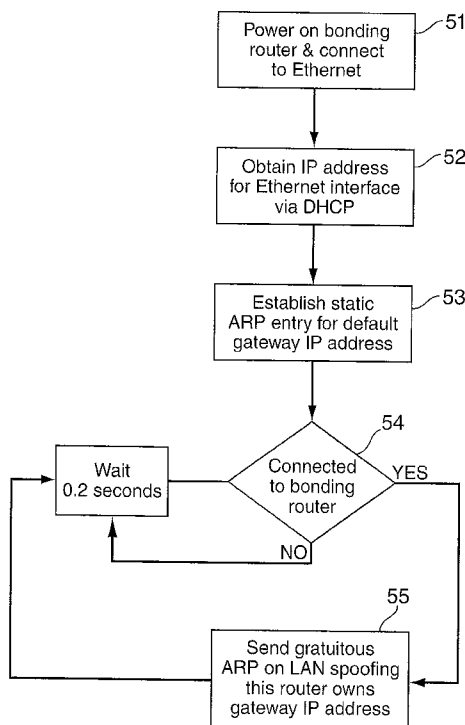 51
Power on bonding
router & connect
to Ethernet
52
Obtain IP address
for Ethernet interface
via DHCP
53
Establish static
ARP entry for default
gateway IP address
54
Connected
to bonding
router
YES
NO
Wait
0.2 seconds
55
Send gratuitous
ARP on LAN spoofing
this router owns
gateway IP address